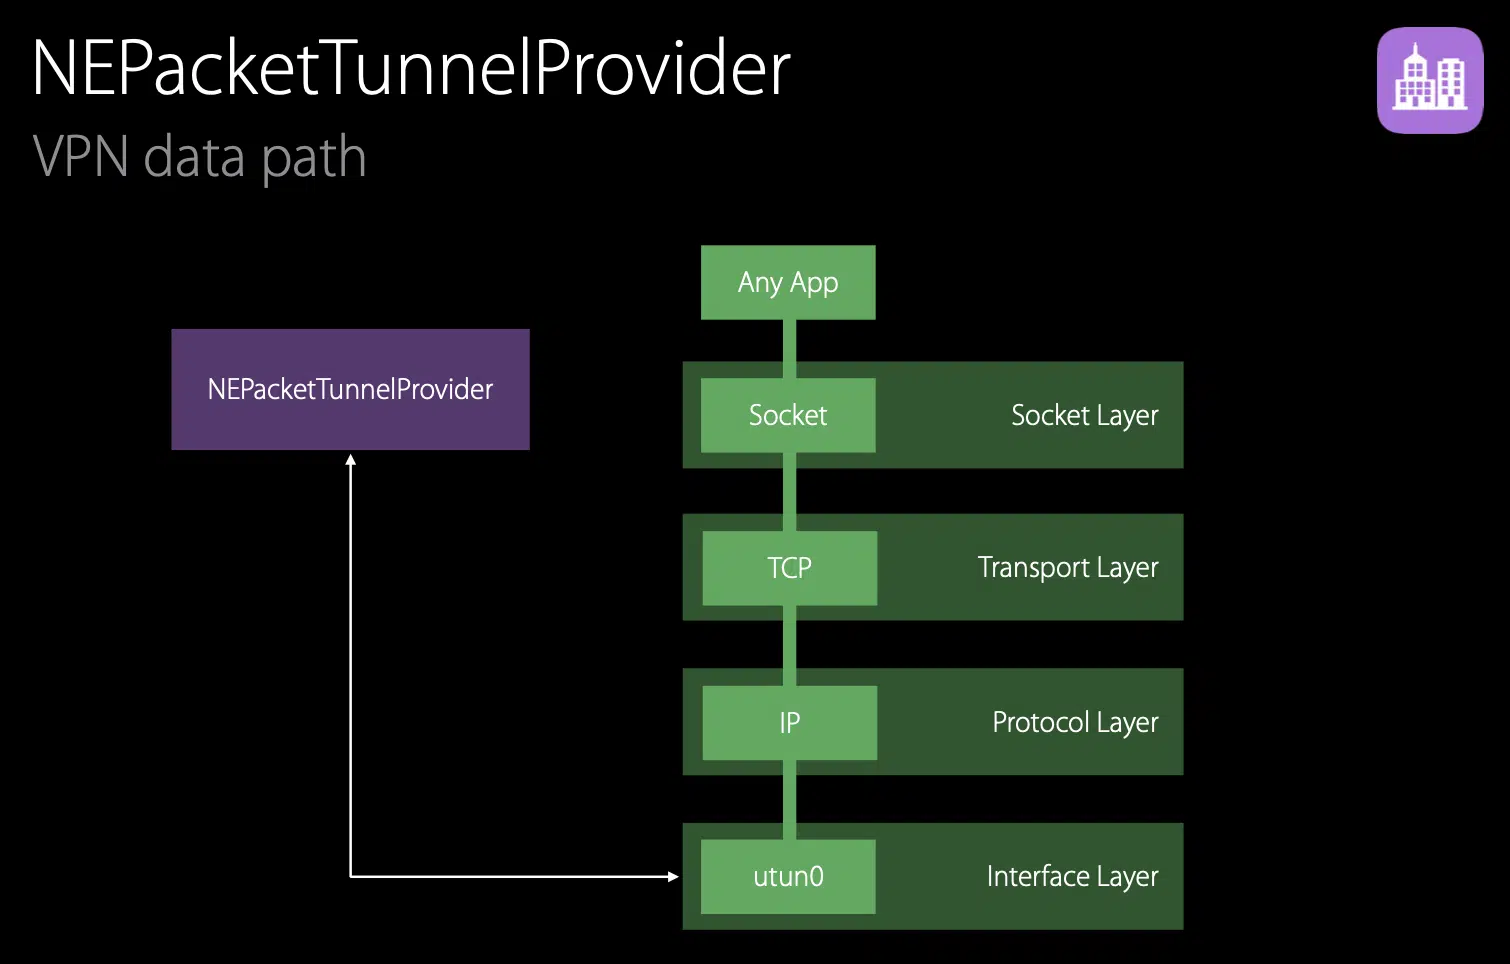 NEPacketTunnelProvider
VPN data path
Any App
NEPacketTunnelProvider
Socket
Socket Layer
TCP
Transport Layer
IP
Protocol Layer
utun0
Interface Layer